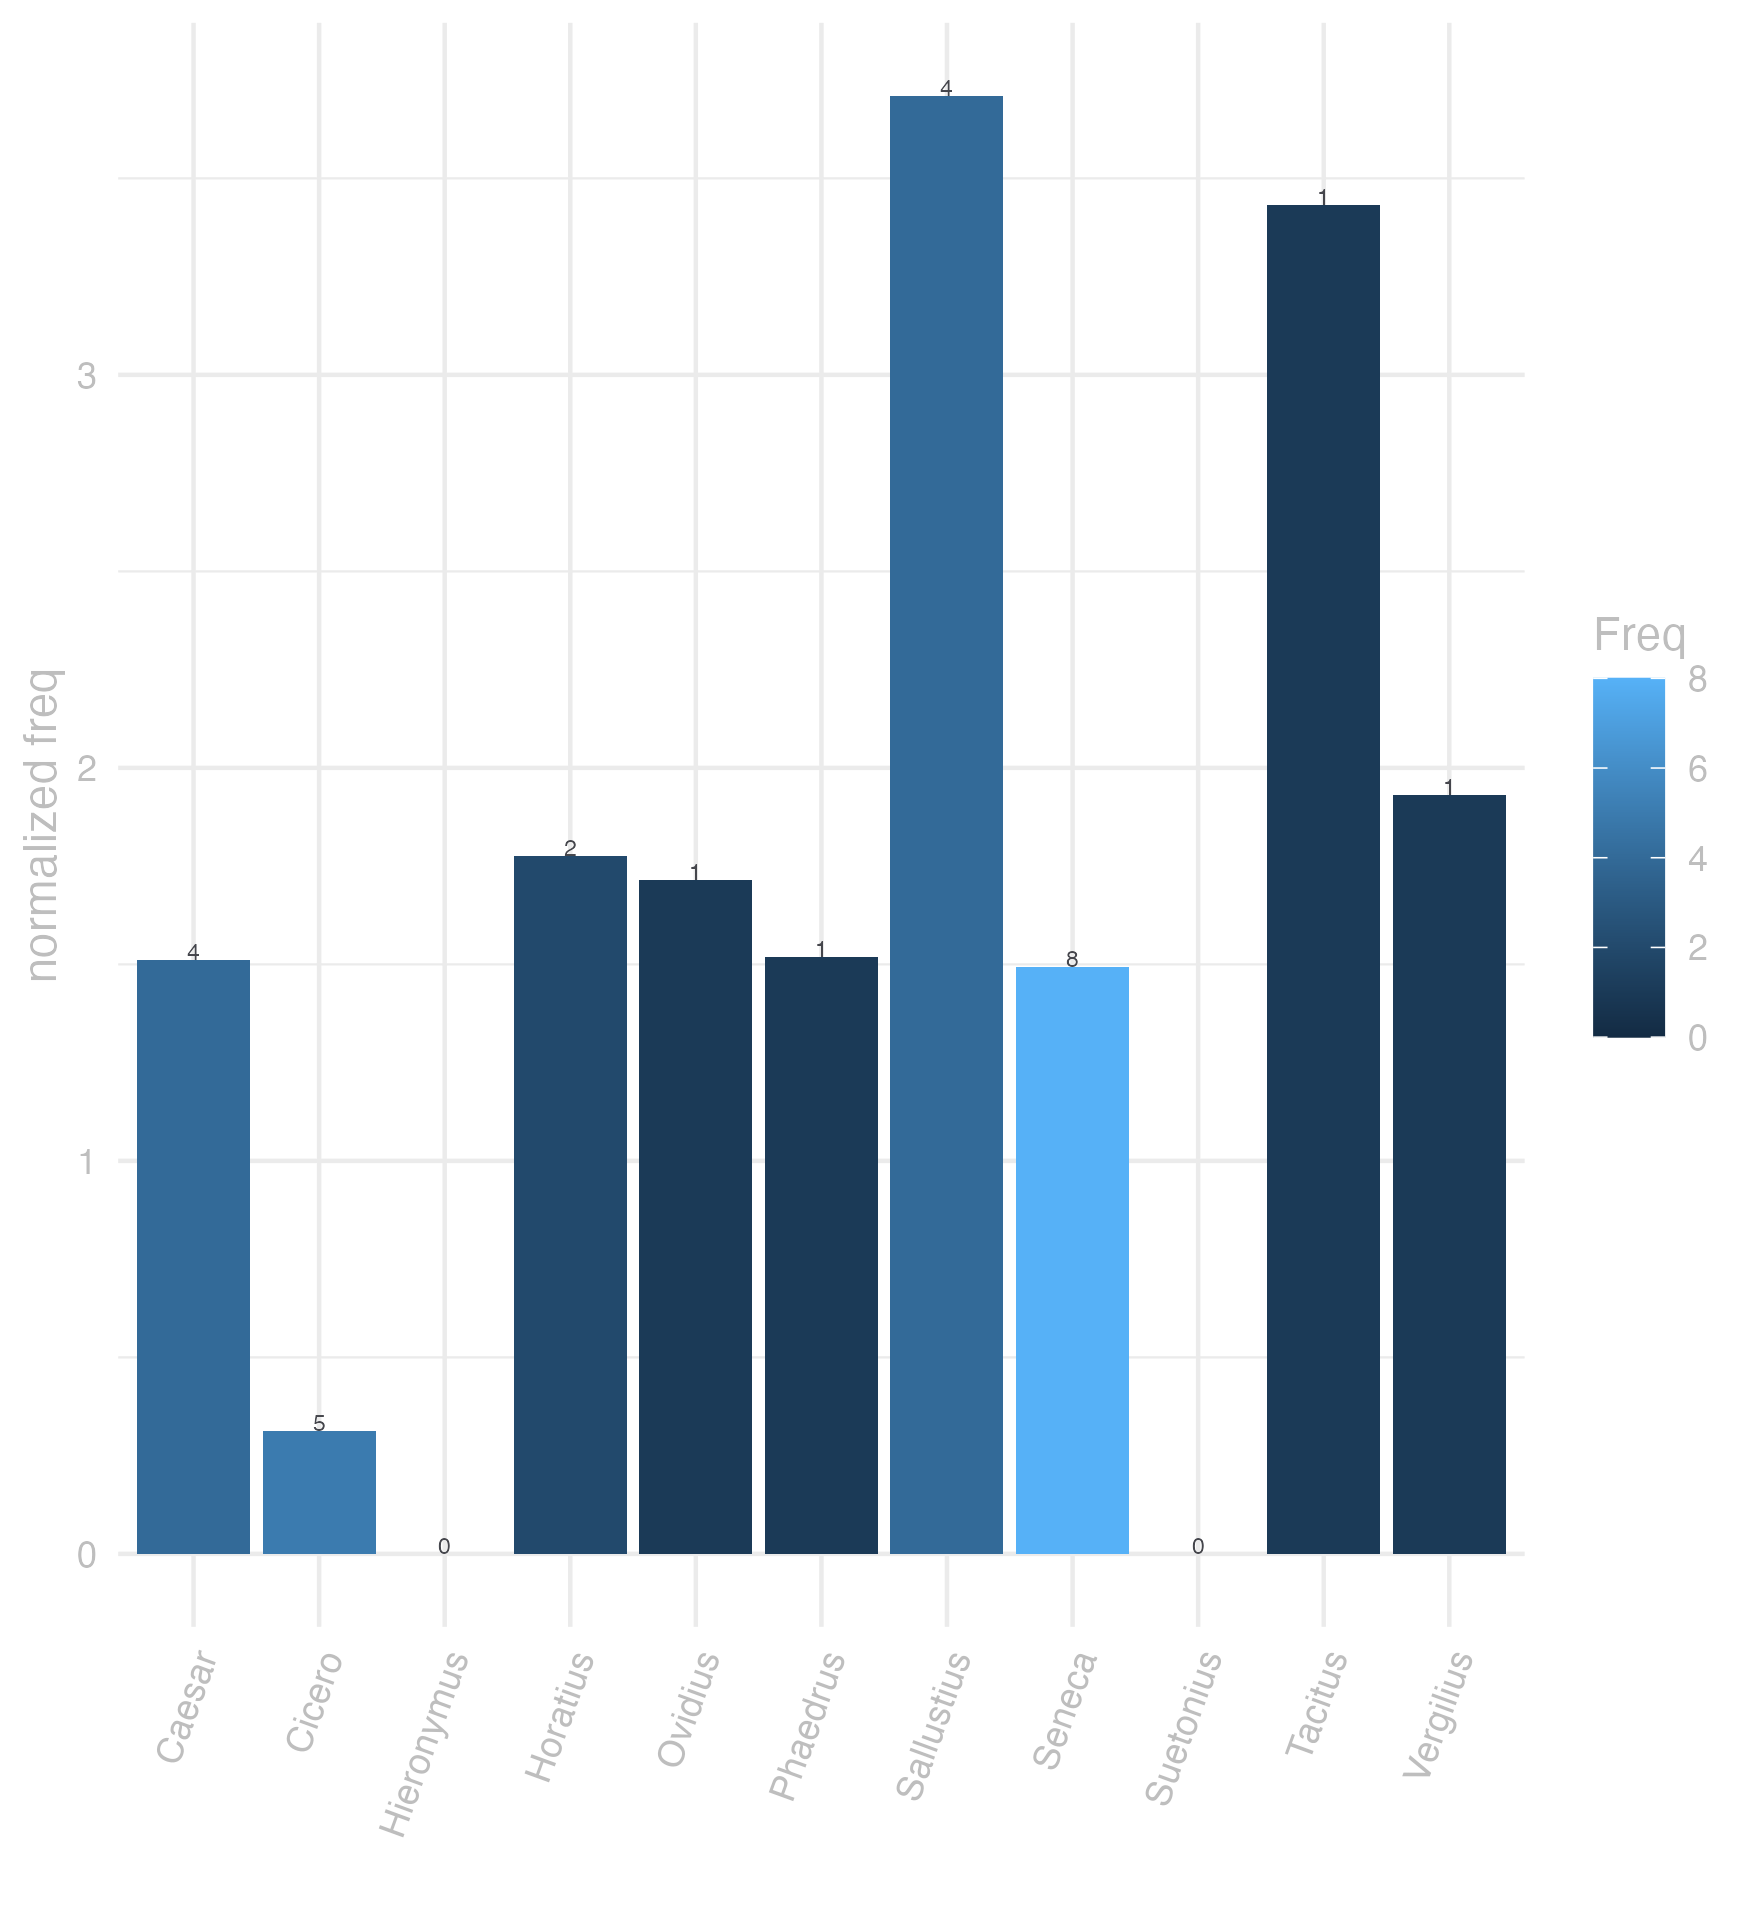 4
1
3
Freq
8
normalized freq
2
6
1
2
1
4
4
1
8
2
1
0
5
0
0
0
Caesar
Cicero
Hieronymus
Horatius
Ovidius
Phaedrus
Sallustius
Seneca
Suetonius
Tacitus
Vergilius